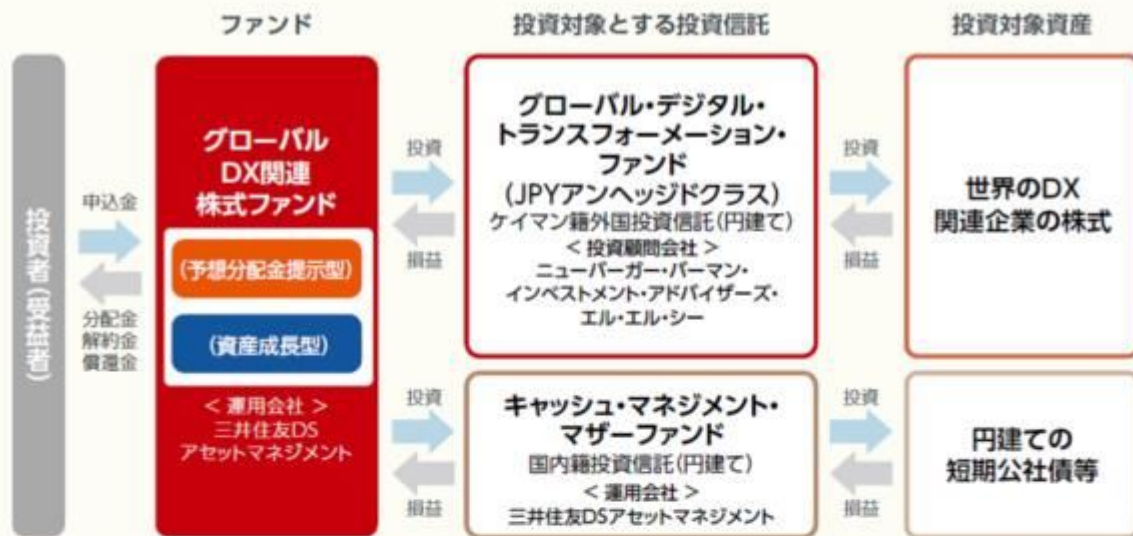 ファンド
投資対象とする投資信託
投資対象資産
投資者(受益者)
申込金
分配金
解約金
償還金
グローバル
DX関連
株式ファンド
(予想分配金提示型)
(資産成長型)
< 運用会社 >
三井住友DS
アセットマネジメント
投資
損益
グローバル・デジタル・
トランスフォーメーション・
ファンド
(JPYアンヘッジドクラス)
ケイマン籍外国投資信託(円建て)
< 投資顧問会社 >
ニューバーガー・バーマン・
インベストメント・アドバイザーズ・
エル・エル・シー
投資
損益
世界のDX
関連企業の株式
投資
損益
キャッシュ・マネジメント・
マザーファンド
国内籍投資信託(円建て)
< 運用会社 >
三井住友DSアセットマネジメント
投資
損益
円建ての
短期公社債等